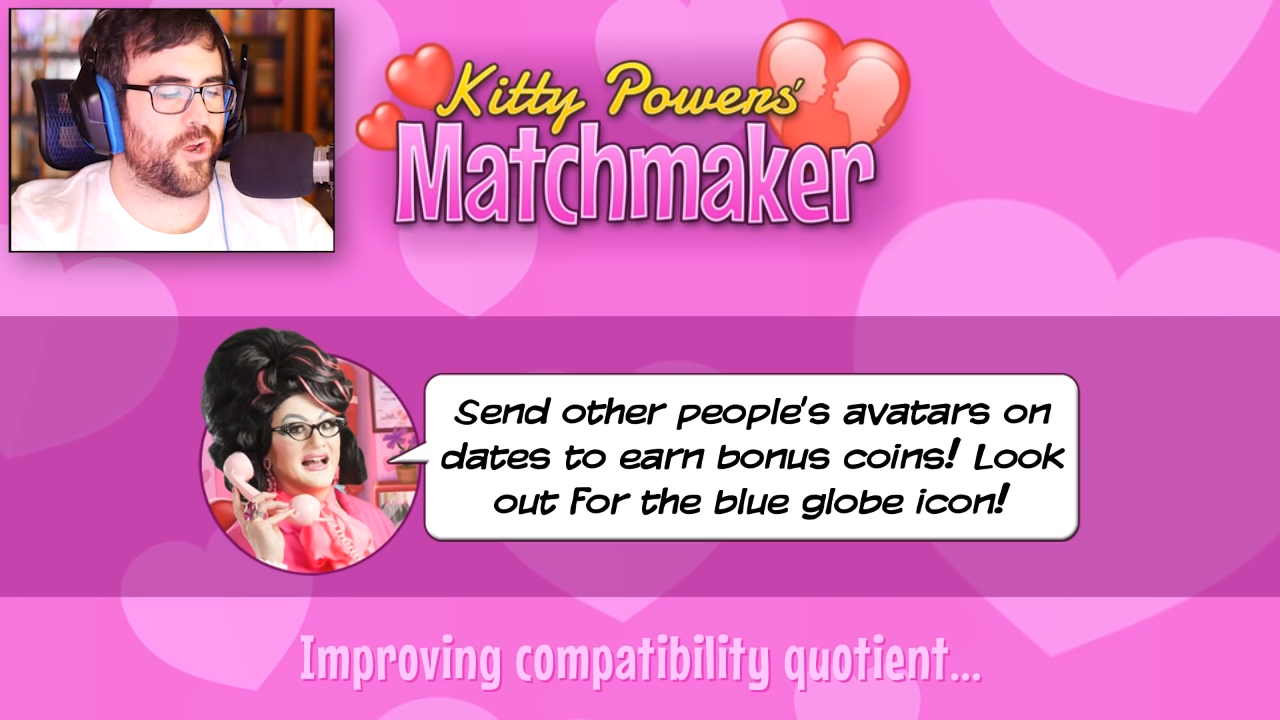 Kitty Powers'
Matchmaker
Send other people's avatars on
dates to earn bonus coins! Look
out for the blue globe icon!
Improving compatibility quotient...